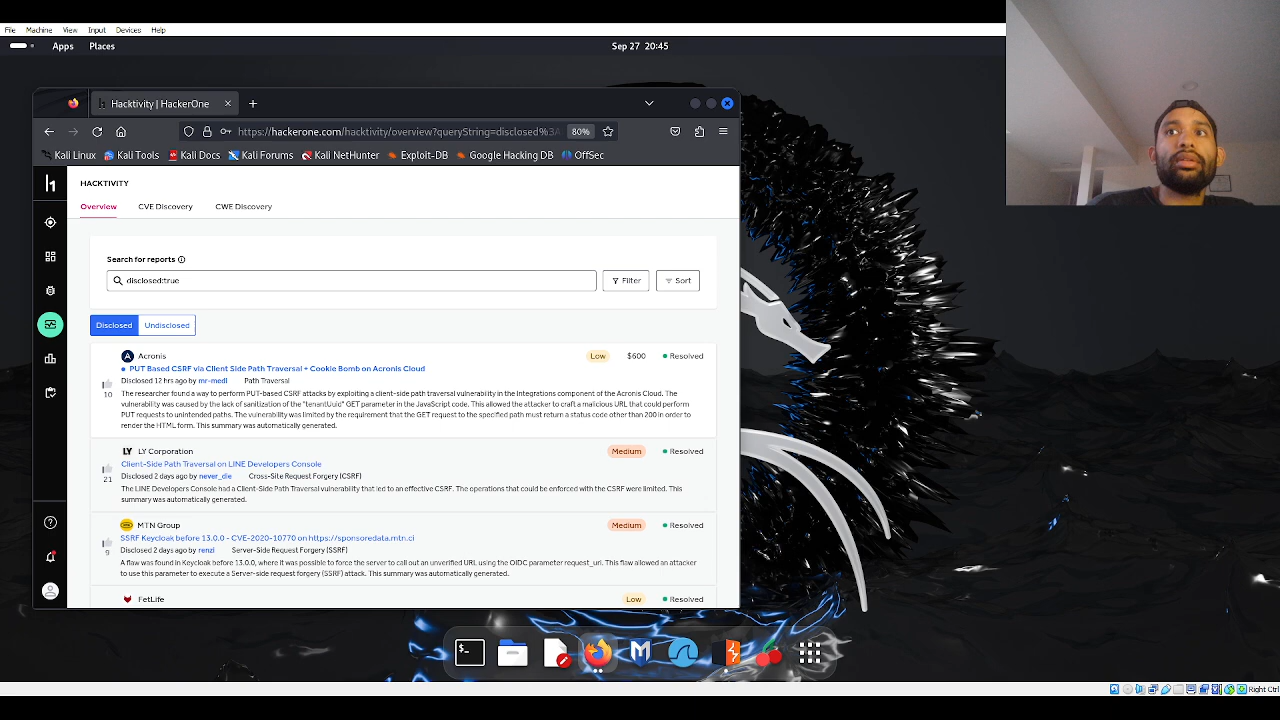 File Machine View Input Devices Help
Apps Places Sep 27 20:45
Hacktivity | HackerOne
https://hackerone.com/hacktivity/overview?queryString=disclosed%3A 80%
Kali Linux Kali Tools Kali Docs Kali Forums Kali NetHunter Exploit-DB Google Hacking DB OffSec
HACKTIVITY
Overview CVE Discovery CWE Discovery
Search for reports
disclosed:true Filter Sort
Disclosed Undisclosed
Acronis Low $600 Resolved
PUT Based CSRF via Client Side Path Traversal + Cookie Bomb on Acronis Cloud
Disclosed 12 hrs ago by mr-medi Path Traversal
10
The researcher found a way to perform PUT-based CSRF attacks by exploiting a client-side path traversal vulnerability in the Integrations component of the Acronis Cloud. The
vulnerability was caused by the lack of sanitization of the "tenantUuid" GET parameter in the JavaScript code. This allowed the attacker to craft a malicious URL that could perform
PUT requests to unintended paths. The vulnerability was limited by the requirement that the GET request to the specified path must return a status code other than 200 in order to
render the HTML form. This summary was automatically generated.
LY LY Corporation Medium Resolved
Client-Side Path Traversal on LINE Developers Console
Disclosed 2 days ago by never_die Cross-Site Request Forgery (CSRF)
21
The LINE Developers Console had a Client-Side Path Traversal vulnerability that led to an effective CSRF. The operations that could be enforced with the CSRF were limited. This
summary was automatically generated.
MTN Group Medium Resolved
SSRF Keycloak before 13.0.0 - CVE-2020-10770 on https://sponsoredata.mtn.ci
Disclosed 2 days ago by renzi Server-Side Request Forgery (SSRF)
9
A flaw was found in Keycloak before 13.0.0, where it was possible to force the server to call out an unverified URL using the OIDC parameter request_uri. This flaw allowed an attacker
to use this parameter to execute a Server-side request forgery (SSRF) attack. This summary was automatically generated.
FetLife Low Resolved
Right Ctrl